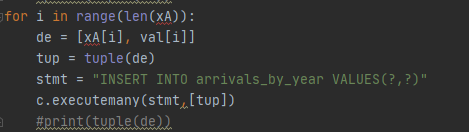 for i in range(len(xA)):
    de = [xA[i], val[i]]
    tup = tuple(de)
    stmt = "INSERT INTO arrivals_by_year VALUES(?,?)"
    c.executemany(stmt,[tup])
    #print(tuple(de))